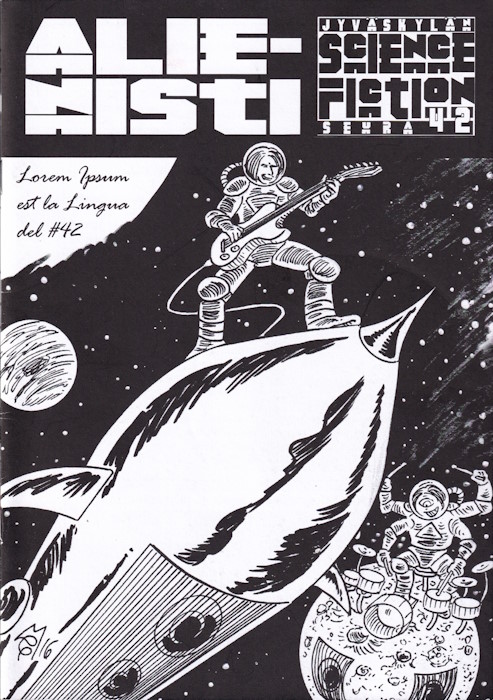 ALIE-
NISTI
JYVÄSKYLÄN
SCIENCE
FICTION
SEURA 42
Lorem Ipsum
est la Lingua
del #42